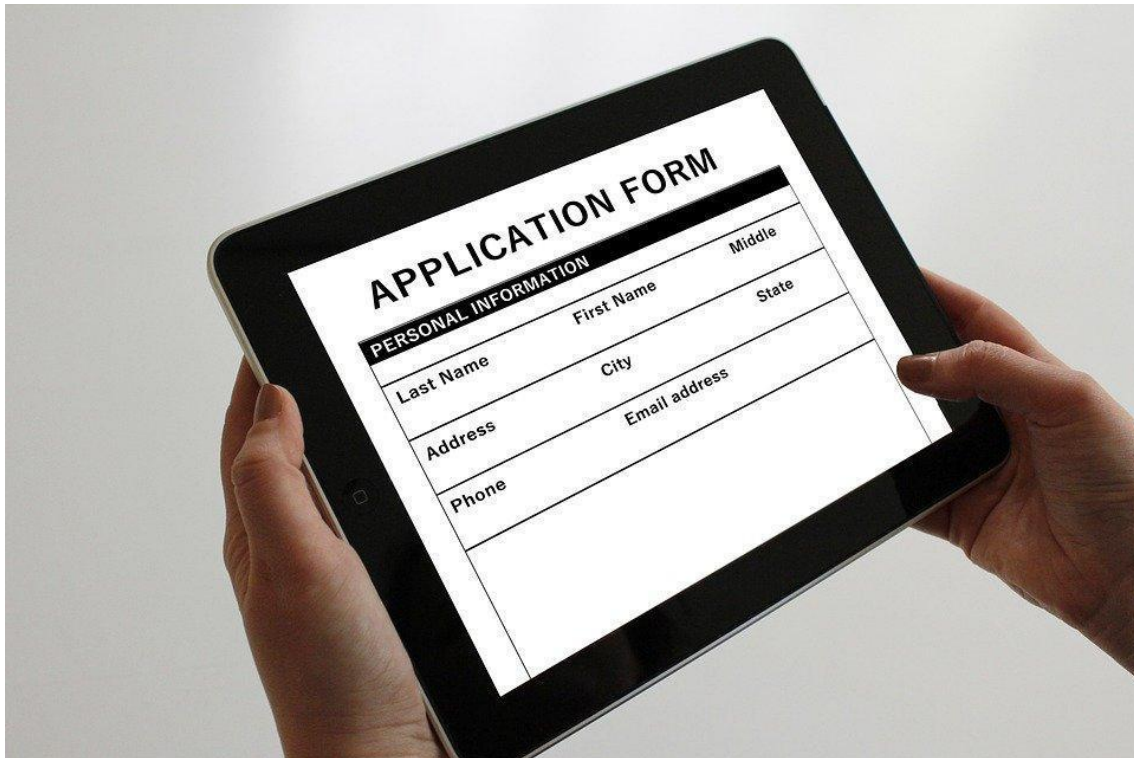 APPLICATION FORM
PERSONAL INFORMATION
Last Name First Name Middle
Address City State
Phone Email address